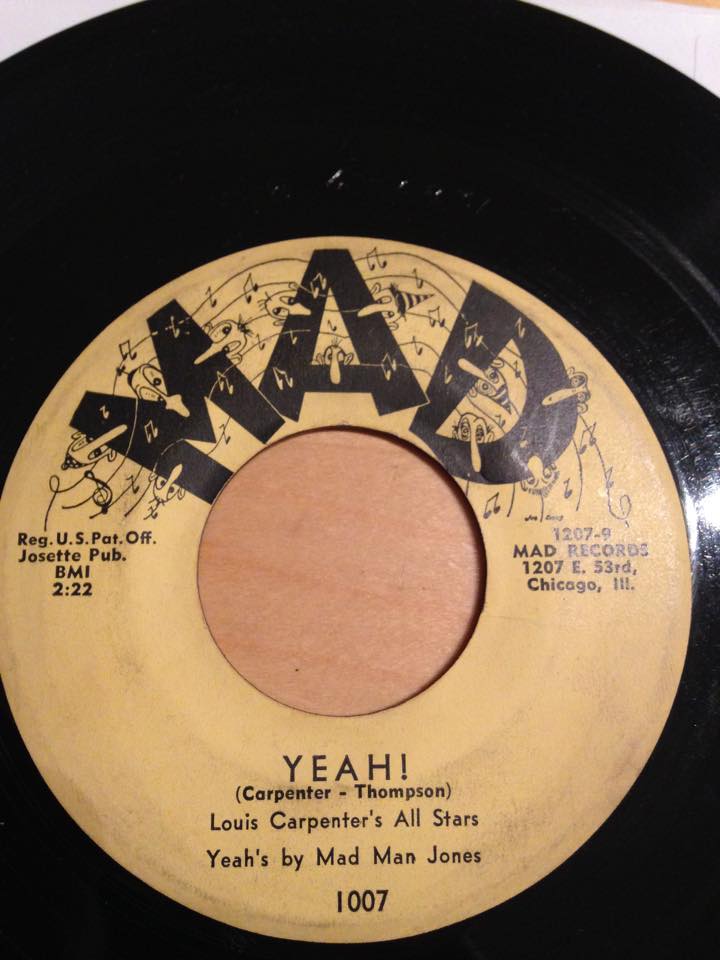 MAD
Reg. U.S. Pat. Off.
Josette Pub.
BMI
2:22
1207-9
MAD RECORDS
1207 E. 53rd,
Chicago, Ill.
YEAH!
(Carpenter - Thompson)
Louis Carpenter's All Stars
Yeah's by Mad Man Jones
1007